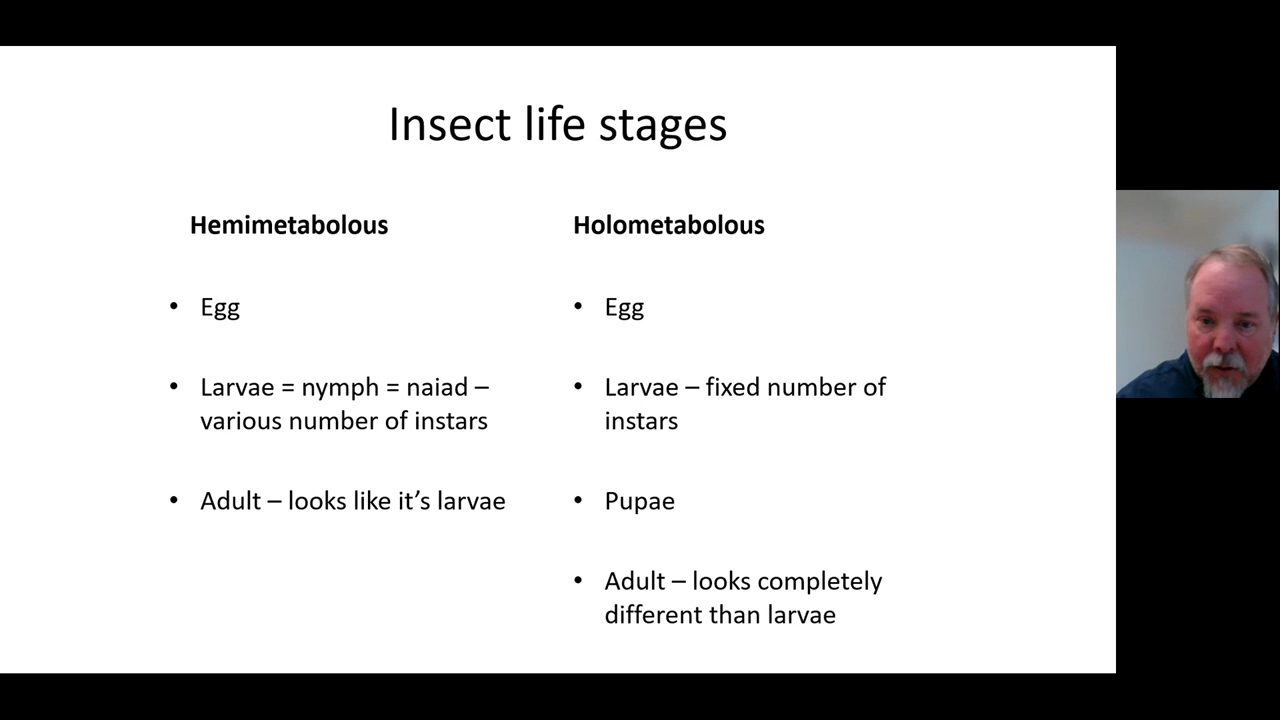 Insect life stages
Hemimetabolous
• Egg
• Larvae = nymph = naiad –
various number of instars
• Adult – looks like it’s larvae
Holometabolous
• Egg
• Larvae – fixed number of
instars
• Pupae
• Adult – looks completely
different than larvae